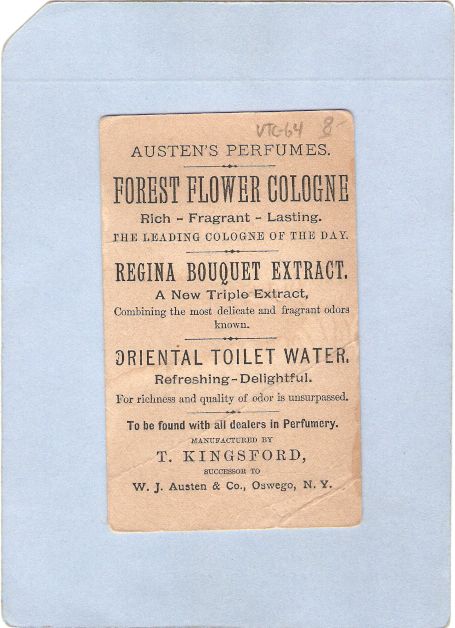 VTC-64 8-
AUSTEN'S PERFUMES.
FOREST FLOWER COLOGNE
Rich - Fragrant - Lasting.
THE LEADING COLOGNE OF THE DAY.
REGINA BOUQUET EXTRACT.
A New Triple Extract,
Combining the most delicate and fragrant odors
known.
ORIENTAL TOILET WATER.
Refreshing-Delightful.
For richness and quality of odor is unsurpassed.
To be found with all dealers in Perfumery.
MANUFACTURED BY
T. KINGSFORD,
SUCCESSOR TO
W. J. Austen & Co., Oswego, N. Y.